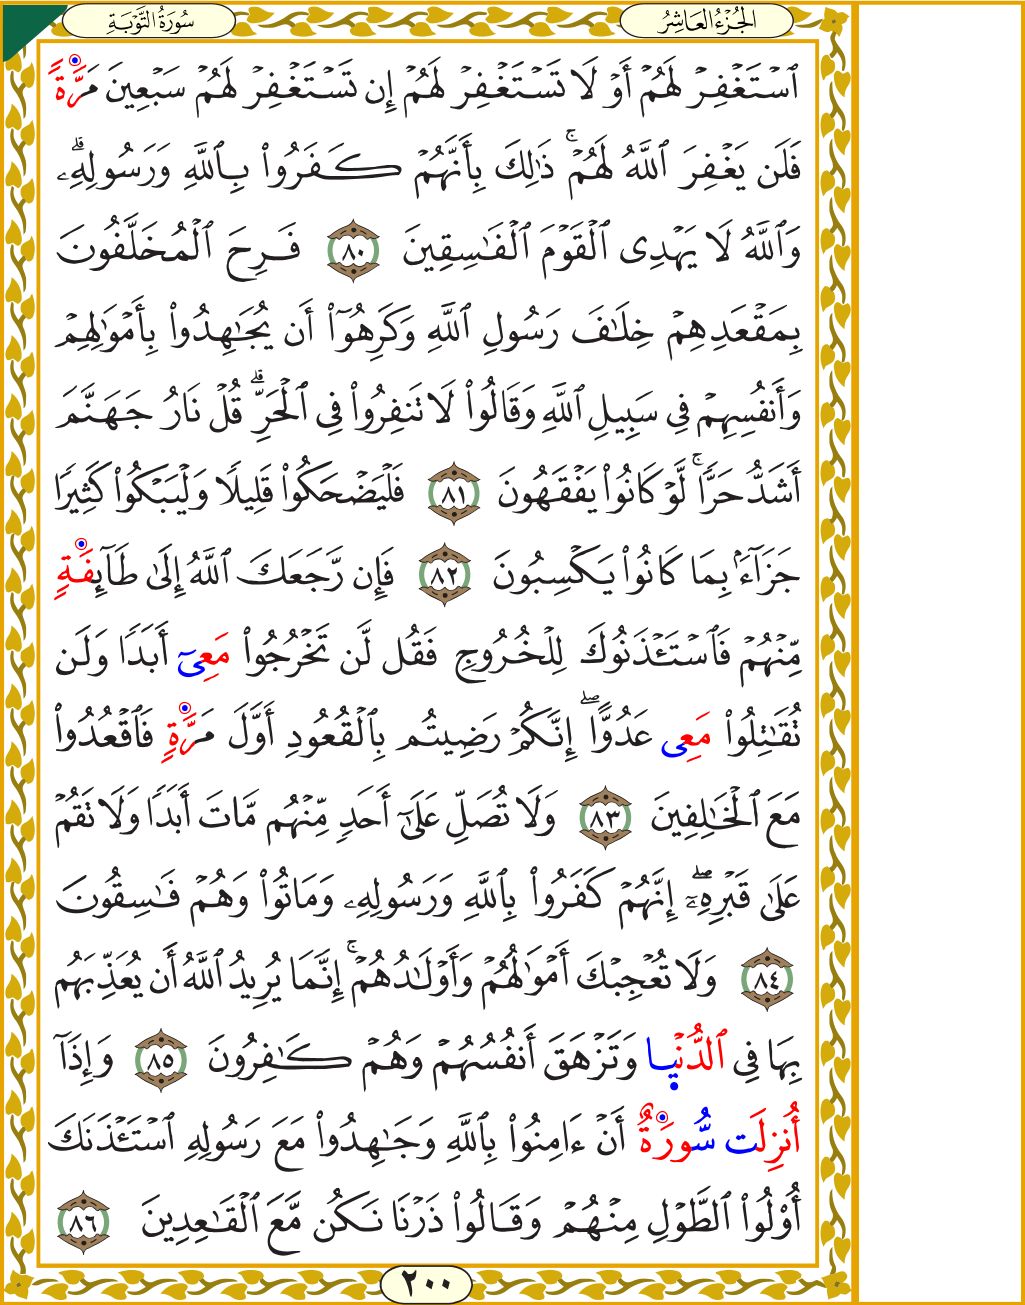 الجُزْءُ العَاشِرُ
سُورَةُ التَّوْبَةِ
ٱسْتَغْفِرْ لَهُمْ أَوْ لَا تَسْتَغْفِرْ لَهُمْ إِن تَسْتَغْفِرْ لَهُمْ سَبْعِينَ مَرَّةً
فَلَن يَغْفِرَ ٱللَّهُ لَهُمْۚ ذَٰلِكَ بِأَنَّهُمْ كَفَرُوا۟ بِٱللَّهِ وَرَسُولِهِۦۗ
وَٱللَّهُ لَا يَهْدِى ٱلْقَوْمَ ٱلْفَـٰسِقِينَ ٨٠ فَرِحَ ٱلْمُخَلَّفُونَ
بِمَقْعَدِهِمْ خِلَـٰفَ رَسُولِ ٱللَّهِ وَكَرِهُوٓا۟ أَن يُجَـٰهِدُوا۟ بِأَمْوَٰلِهِمْ
وَأَنفُسِهِمْ فِى سَبِيلِ ٱللَّهِ وَقَالُوا۟ لَا تَنفِرُوا۟ فِى ٱلْحَرِّۗ قُلْ نَارُ جَهَنَّمَ
أَشَدُّ حَرًّاۚ لَّوْ كَانُوا۟ يَفْقَهُونَ ٨١ فَلْيَضْحَكُوا۟ قَلِيلًا وَلْيَبْكُوا۟ كَثِيرًا
جَزَآءًۢ بِمَا كَانُوا۟ يَكْسِبُونَ ٨٢ فَإِن رَّجَعَكَ ٱللَّهُ إِلَىٰ طَآئِفَةٍ
مِّنْهُمْ فَٱسْتَـْٔذَنُوكَ لِلْخُرُوجِ فَقُل لَّن تَخْرُجُوا۟ مَعِىٓ أَبَدًا وَلَن
تُقَـٰتِلُوا۟ مَعِى عَدُوًّاۖ إِنَّكُمْ رَضِيتُم بِٱلْقُعُودِ أَوَّلَ مَرَّةٍ فَٱقْعُدُوا۟
مَعَ ٱلْخَـٰلِفِينَ ٨٣ وَلَا تُصَلِّ عَلَىٰٓ أَحَدٍ مِّنْهُم مَّاتَ أَبَدًا وَلَا تَقُمْ
عَلَىٰ قَبْرِهِۦٓۖ إِنَّهُمْ كَفَرُوا۟ بِٱللَّهِ وَرَسُولِهِۦ وَمَاتُوا۟ وَهُمْ فَـٰسِقُونَ
٨٤ وَلَا تُعْجِبْكَ أَمْوَٰلُهُمْ وَأَوْلَـٰدُهُمْۚ إِنَّمَا يُرِيدُ ٱللَّهُ أَن يُعَذِّبَهُم
بِهَا فِى ٱلدُّنْيَا وَتَزْهَقَ أَنفُسُهُمْ وَهُمْ كَـٰفِرُونَ ٨٥ وَإِذَآ
أُنزِلَت سُّورَةٌ أَنْ ءَامِنُوا۟ بِٱللَّهِ وَجَـٰهِدُوا۟ مَعَ رَسُولِهِ ٱسْتَـْٔذَنَكَ
أُو۟لُوا۟ ٱلطَّوْلِ مِنْهُمْ وَقَالُوا۟ ذَرْنَا نَكُن مَّعَ ٱلْقَـٰعِدِينَ ٨٦
٢٠٠